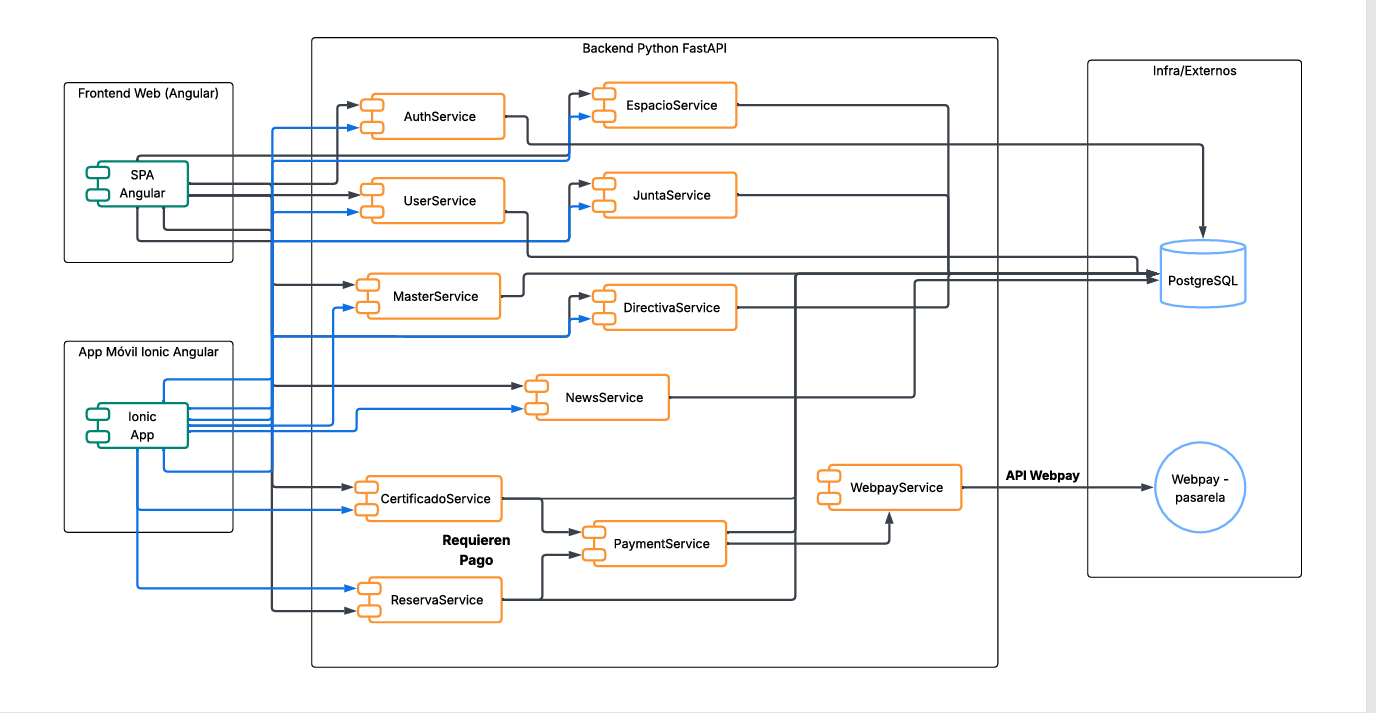 Backend Python FastAPI
Infra/Externos
Frontend Web (Angular)
EspacioService
AuthService
SPA
Angular
UserService
JuntaService
PostgreSQL
MasterService
DirectivaService
App Móvil Ionic Angular
NewsService
Ionic
App
API Webpay
WebpayService
Webpay -
pasarela
CertificadoService
Requieren
Pago
PaymentService
ReservaService